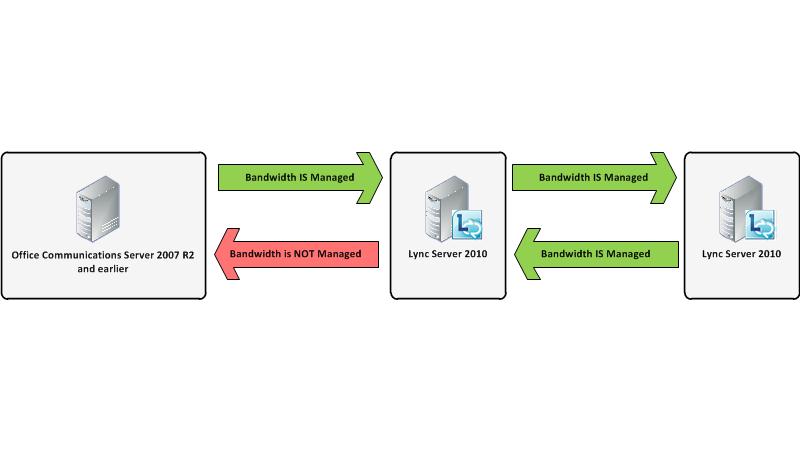 Bandwidth IS Managed
Bandwidth IS Managed
Office Communications Server 2007 R2
and earlier
Bandwidth is NOT Managed
Lync Server 2010
Bandwidth IS Managed
Lync Server 2010